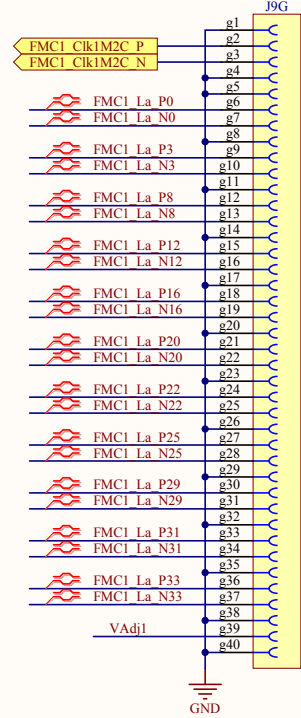 J9G
g1
FMC1_Clk1M2C_P g2
FMC1_Clk1M2C_N g3
g4
g5
FMC1_La_P0 g6
FMC1_La_N0 g7
g8
FMC1_La_P3 g9
FMC1_La_N3 g10
g11
FMC1_La_P8 g12
FMC1_La_N8 g13
g14
FMC1_La_P12 g15
FMC1_La_N12 g16
g17
FMC1_La_P16 g18
FMC1_La_N16 g19
g20
FMC1_La_P20 g21
FMC1_La_N20 g22
g23
FMC1_La_P22 g24
FMC1_La_N22 g25
g26
FMC1_La_P25 g27
FMC1_La_N25 g28
g29
FMC1_La_P29 g30
FMC1_La_N29 g31
g32
FMC1_La_P31 g33
FMC1_La_N31 g34
g35
FMC1_La_P33 g36
FMC1_La_N33 g37
g38
VAdj1 g39
g40
GND